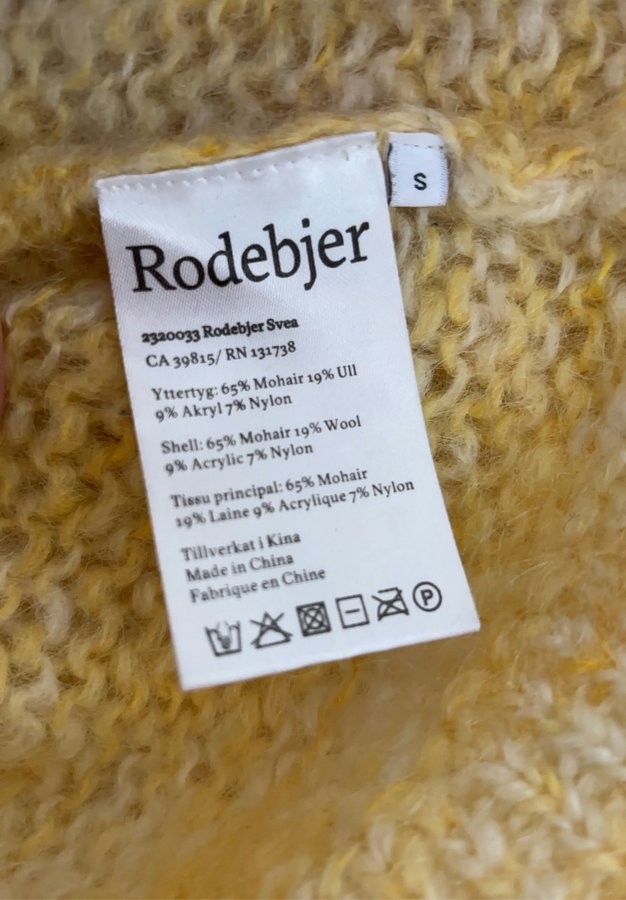 S
Rodebjer
2320033 Rodebjer Svea
CA 39815/ RN 131738
Yttertyg: 65% Mohair 19% Ull
9% Akryl 7% Nylon
Shell: 65% Mohair 19% Wool
9% Acrylic 7% Nylon
Tissu principal: 65% Mohair
19% Laine 9% Acrylique 7% Nylon
Tillverkat i Kina
Made in China
Fabrique en Chine
P